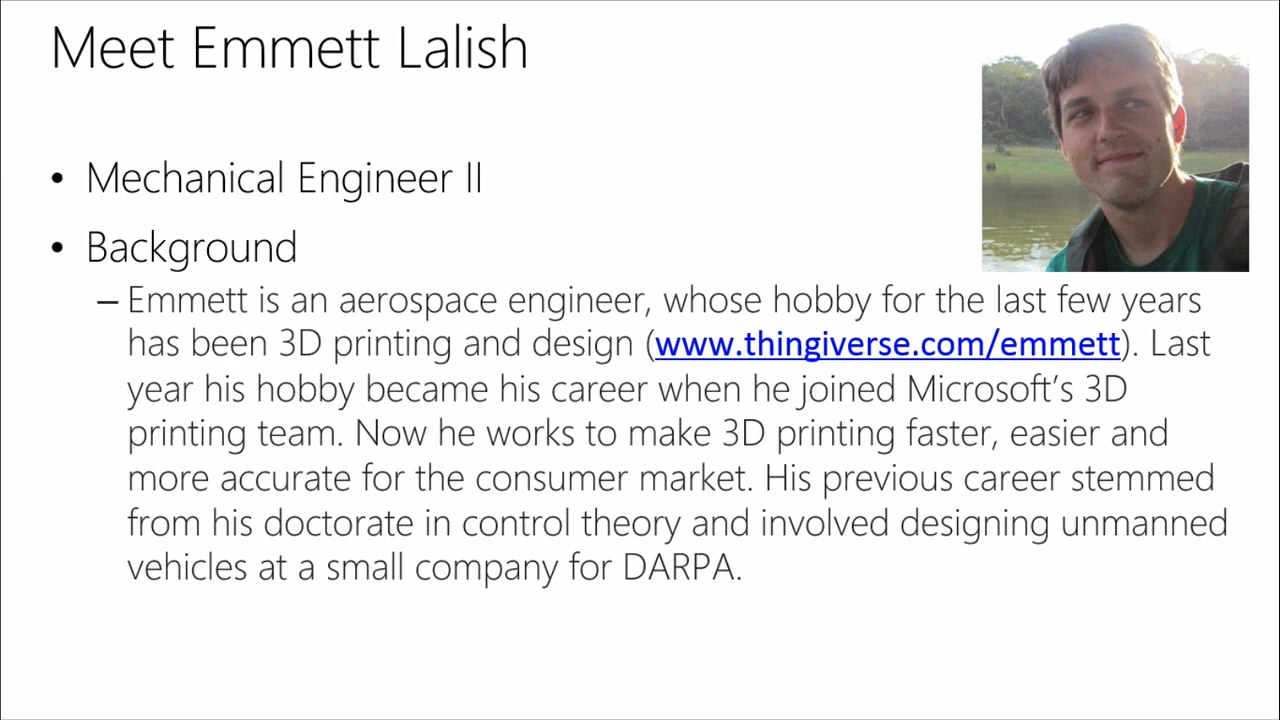 Meet Emmett Lalish
• Mechanical Engineer II
• Background
– Emmett is an aerospace engineer, whose hobby for the last few years
has been 3D printing and design (www.thingiverse.com/emmett). Last
year his hobby became his career when he joined Microsoft’s 3D
printing team. Now he works to make 3D printing faster, easier and
more accurate for the consumer market. His previous career stemmed
from his doctorate in control theory and involved designing unmanned
vehicles at a small company for DARPA.